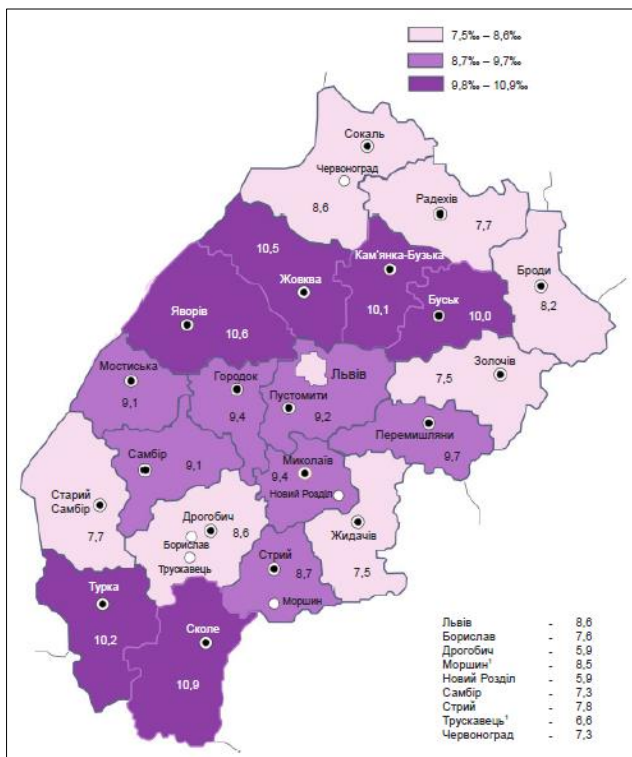 7,5‰ – 8,6‰
8,7‰ – 9,7‰
9,8‰ – 10,9‰
Сокаль
Червоноград
8,6
Радехів
7,7
Броди
8,2
10,5
Жовква
Кам'янка-Бузька
10,1
Буськ
10,0
Яворів
10,6
Золочів
7,5
Мостиська
9,1
Городок
9,4
Львів
Пустомити
9,2
Перемишляни
9,7
Самбір
9,1
Миколаїв
9,4
Новий Розділ
Старий
Самбір
7,7
Дрогобич
8,6
Борислав
Трускавець
Жидачів
7,5
Стрий
8,7
Моршин
Турка
10,2
Сколе
10,9
Львів - 8,6
Борислав - 7,6
Дрогобич - 5,9
Моршин¹ - 8,5
Новий Розділ - 5,9
Самбір - 7,3
Стрий - 7,8
Трускавець¹ - 6,6
Червоноград - 7,3